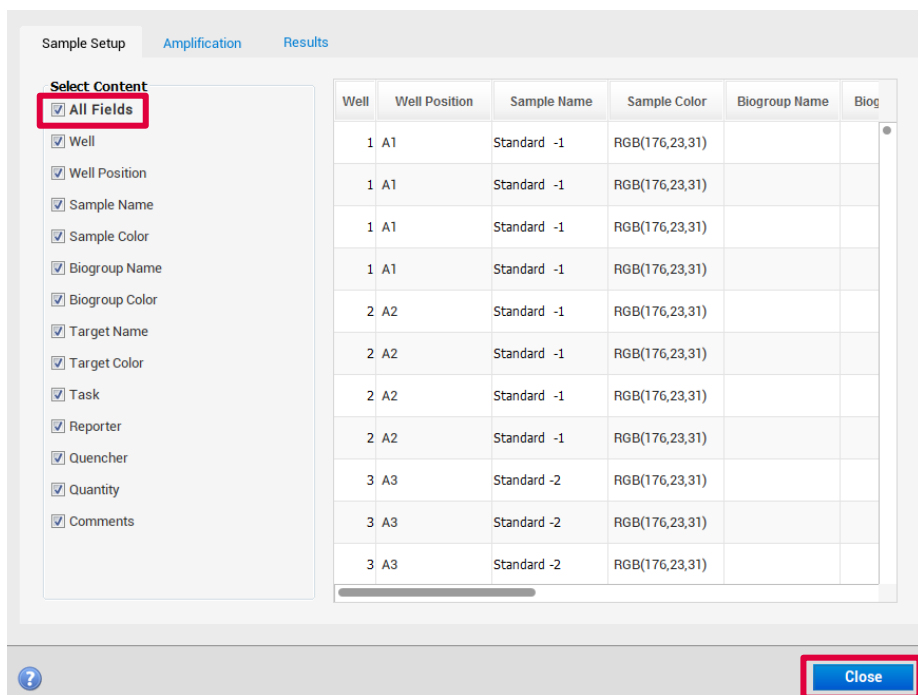 Sample Setup Amplification Results
Select Content
All Fields
Well
Well Position
Sample Name
Sample Color
Biogroup Name
Biogroup Color
Target Name
Target Color
Task
Reporter
Quencher
Quantity
Comments
Well Well Position Sample Name Sample Color Biogroup Name Biog
1 A1 Standard -1 RGB(176,23,31)
1 A1 Standard -1 RGB(176,23,31)
1 A1 Standard -1 RGB(176,23,31)
1 A1 Standard -1 RGB(176,23,31)
2 A2 Standard -1 RGB(176,23,31)
2 A2 Standard -1 RGB(176,23,31)
2 A2 Standard -1 RGB(176,23,31)
2 A2 Standard -1 RGB(176,23,31)
3 A3 Standard -2 RGB(176,23,31)
3 A3 Standard -2 RGB(176,23,31)
3 A3 Standard -2 RGB(176,23,31)
?
Close